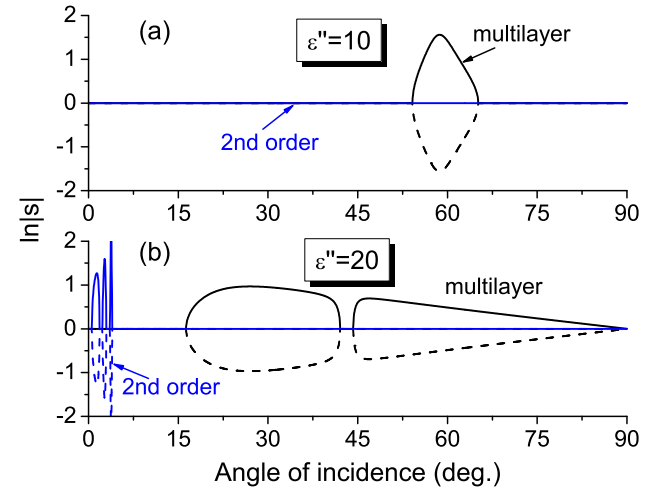 (a)
ε"=10
multilayer
2nd order
2
1
0
-1
-2
0 15 30 45 60 75 90
ln|s|
(b)
ε"=20
multilayer
2nd order
2
1
0
-1
-2
0 15 30 45 60 75 90
Angle of incidence (deg.)